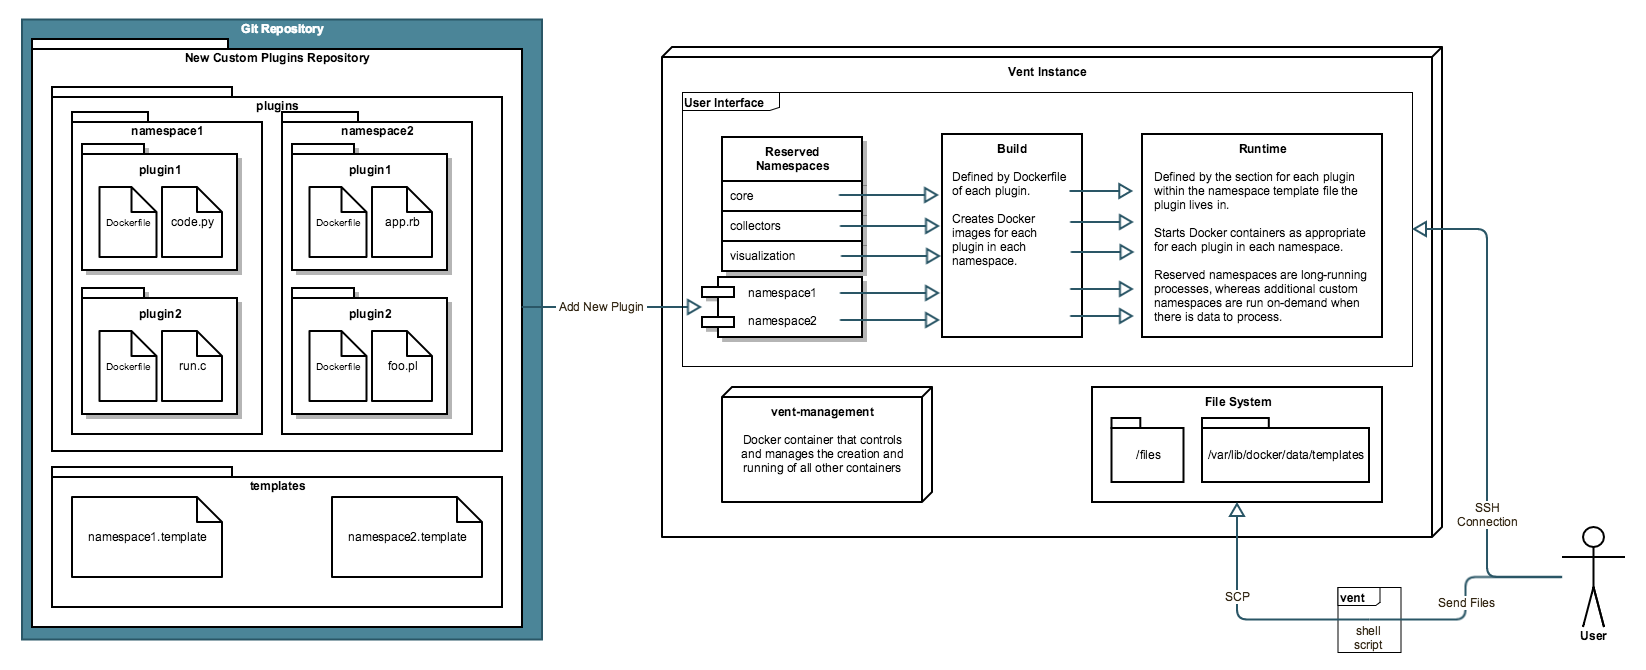 Git Repository
New Custom Plugins Repository
plugins
namespace1
plugin1
Dockerfile
code.py
plugin2
Dockerfile
run.c
namespace2
plugin1
Dockerfile
app.rb
plugin2
Dockerfile
foo.pl
templates
namespace1.template
namespace2.template
Add New Plugin
Vent Instance
User Interface
Reserved
Namespaces
core
collectors
visualization
namespace1
namespace2
Build
Defined by Dockerfile
of each plugin.
Creates Docker
images for each
plugin in each
namespace.
Runtime
Defined by the section for each plugin
within the namespace template file the
plugin lives in.
Starts Docker containers as appropriate
for each plugin in each namespace.
Reserved namespaces are long-running
processes, whereas additional custom
namespaces are run on-demand when
there is data to process.
vent-management
Docker container that controls
and manages the creation and
running of all other containers
File System
/files
/var/lib/docker/data/templates
SSH
Connection
SCP
vent
shell
script
Send Files
User